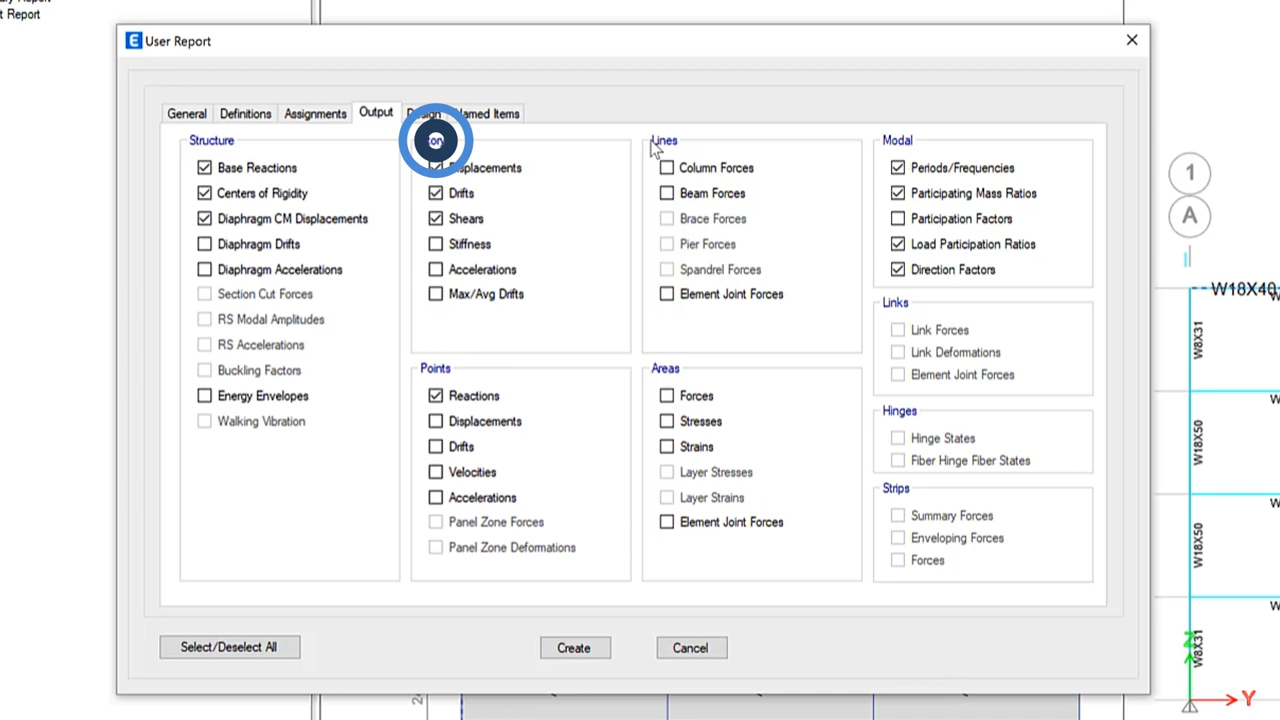 t Report
E User Report
General Definitions Assignments Output Design Named Items
Structure
Base Reactions
Centers of Rigidity
Diaphragm CM Displacements
Diaphragm Drifts
Diaphragm Accelerations
Section Cut Forces
RS Modal Amplitudes
RS Accelerations
Buckling Factors
Energy Envelopes
Walking Vibration
Displacements
Drifts
Shears
Stiffness
Accelerations
Max/Avg Drifts
Points
Reactions
Displacements
Drifts
Velocities
Accelerations
Panel Zone Forces
Panel Zone Deformations
Lines
Column Forces
Beam Forces
Brace Forces
Pier Forces
Spandrel Forces
Element Joint Forces
Areas
Forces
Stresses
Strains
Layer Stresses
Layer Strains
Element Joint Forces
Modal
Periods/Frequencies
Participating Mass Ratios
Participation Factors
Load Participation Ratios
Direction Factors
Links
Link Forces
Link Deformations
Element Joint Forces
Hinges
Hinge States
Fiber Hinge Fiber States
Strips
Summary Forces
Enveloping Forces
Forces
Select/Deselect All
Create
Cancel
1
A
W18X40
W8X31
W18X50
W18X50
W8X31
W
W
W
W
Z
Y